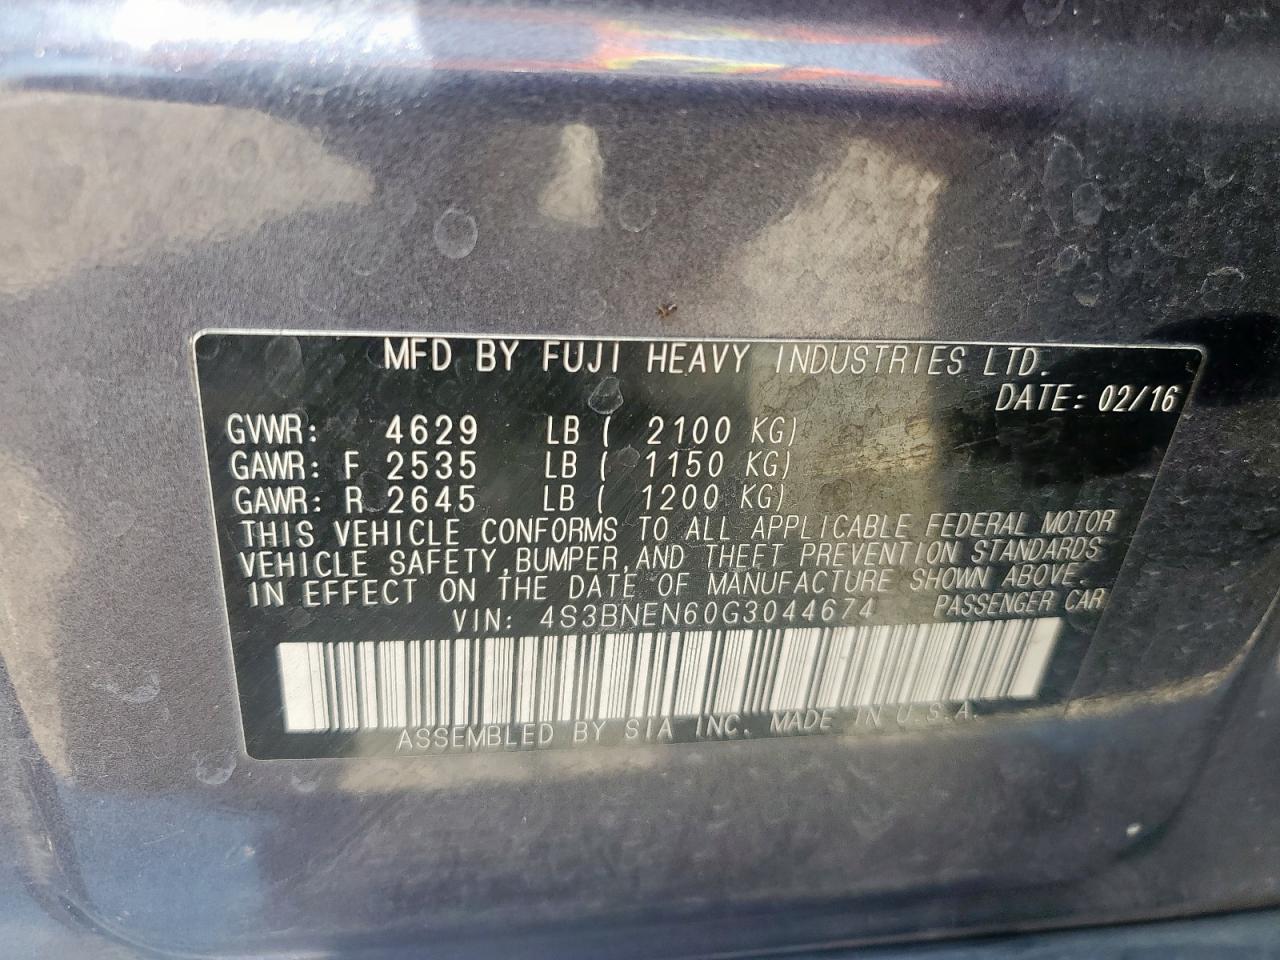 MFD BY FUJI HEAVY INDUSTRIES LTD.
DATE: 02/16
GVWR: 4629 LB ( 2100 KG)
GAWR: F 2535 LB ( 1150 KG)
GAWR: R 2645 LB ( 1200 KG)
THIS VEHICLE CONFORMS TO ALL APPLICABLE FEDERAL MOTOR
VEHICLE SAFETY, BUMPER, AND THEFT PREVENTION STANDARDS
IN EFFECT ON THE DATE OF MANUFACTURE SHOWN ABOVE.
VIN: 4S3BNEN60G3044674 PASSENGER CAR
ASSEMBLED BY SIA INC. MADE IN U.S.A.